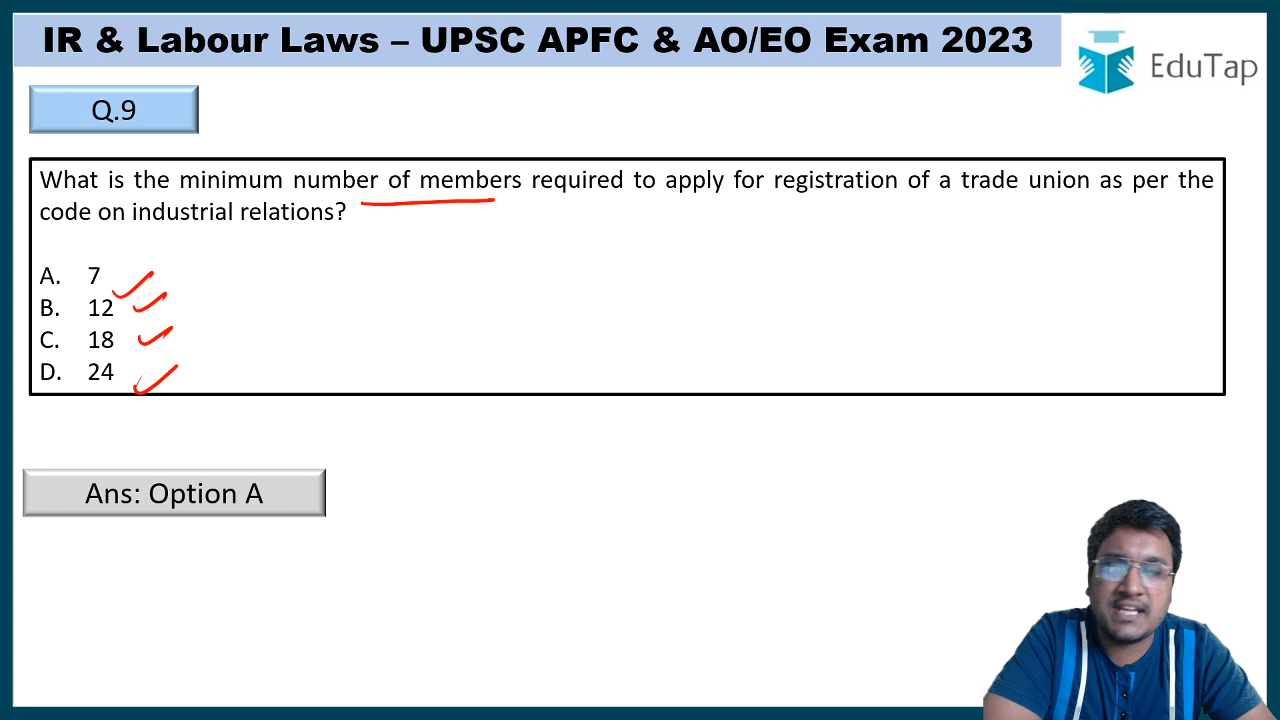 IR & Labour Laws – UPSC APFC & AO/EO Exam 2023
EduTap
Q.9
What is the minimum number of members required to apply for registration of a trade union as per the
code on industrial relations?
A. 7
B. 12
C. 18
D. 24
Ans: Option A